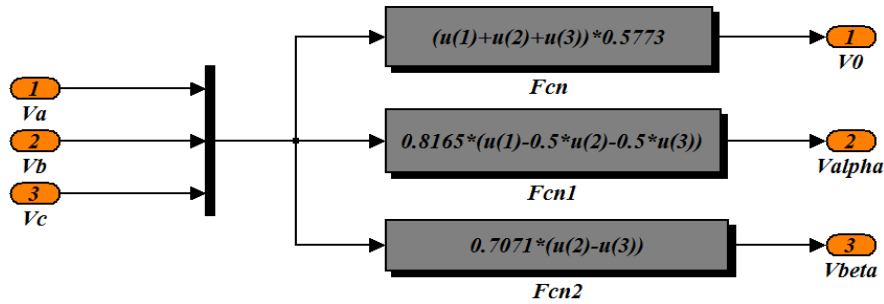 1
Va
2
Vb
3
Vc
(u(1)+u(2)+u(3))*0.5773
Fcn
0.8165*(u(1)-0.5*u(2)-0.5*u(3))
Fcn1
0.7071*(u(2)-u(3))
Fcn2
1
V0
2
Valpha
3
Vbeta